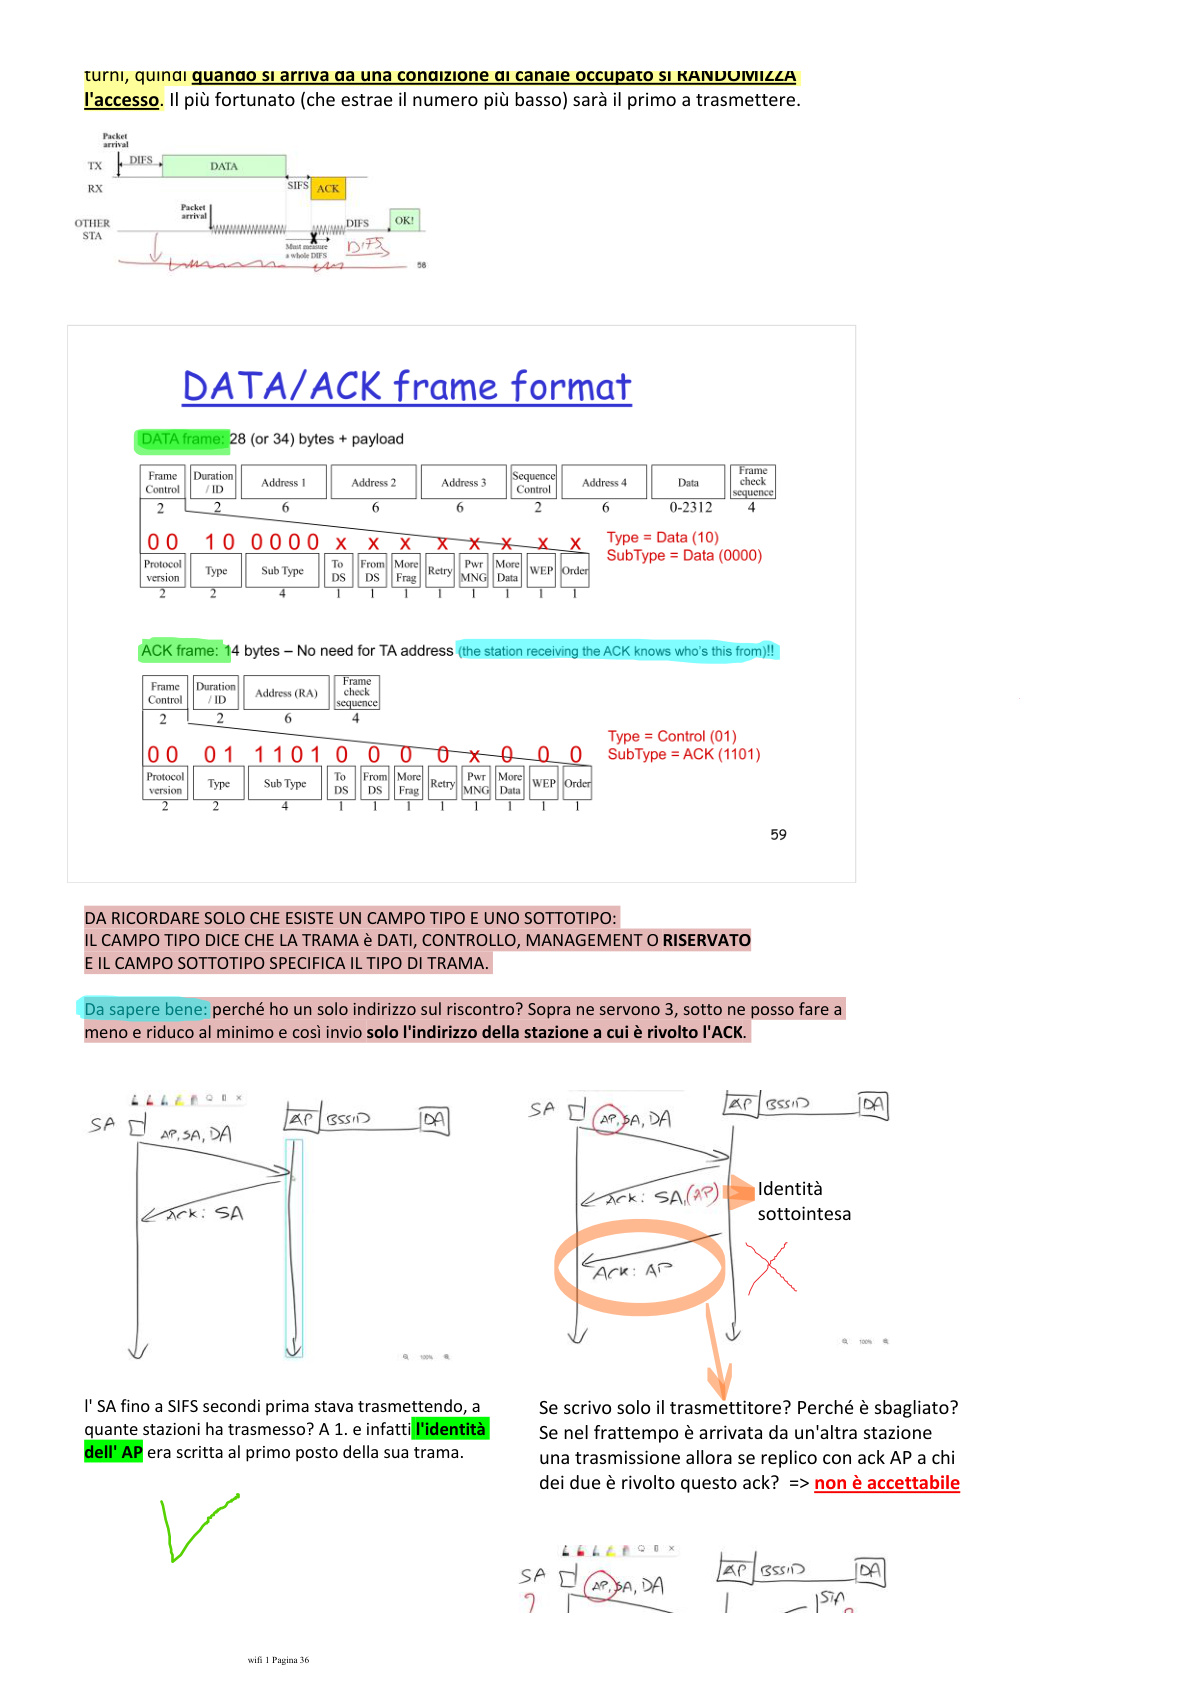 turni, quindi quando si arriva da una condizione di canale occupato si RANDOMIZZA
l'accesso. Il più fortunato (che estrae il numero più basso) sarà il primo a trasmettere.
Packet
arrival
TX
DIFS
DATA
RX
SIFS
ACK
Packet
arrival
OTHER
STA
DIFS
OK!
Must measure
a whole DIFS
DIFS
58
DATA/ACK frame format
DATA frame: 28 (or 34) bytes + payload
Frame Control
Duration / ID
Address 1
Address 2
Address 3
Sequence Control
Address 4
Data
Frame check sequence
2 2 6 6 6 2 6 0-2312 4
0 0 1 0 0 0 0 0 x x x x x x x x
Type = Data (10)
SubType = Data (0000)
Protocol version
Type
Sub Type
To DS
From DS
More Frag
Retry
Pwr MNG
More Data
WEP
Order
2 2 4 1 1 1 1 1 1 1 1
ACK frame: 14 bytes – No need for TA address (the station receiving the ACK knows who's this from)!!
Frame Control
Duration / ID
Address (RA)
Frame check sequence
2 2 6 4
0 0 0 1 1 1 0 1 0 0 0 0 x 0 0 0
Type = Control (01)
SubType = ACK (1101)
Protocol version
Type
Sub Type
To DS
From DS
More Frag
Retry
Pwr MNG
More Data
WEP
Order
2 2 4 1 1 1 1 1 1 1 1
59
DA RICORDARE SOLO CHE ESISTE UN CAMPO TIPO E UNO SOTTOTIPO:
IL CAMPO TIPO DICE CHE LA TRAMA è DATI, CONTROLLO, MANAGEMENT O RISERVATO
E IL CAMPO SOTTOTIPO SPECIFICA IL TIPO DI TRAMA.
Da sapere bene: perché ho un solo indirizzo sul riscontro? Sopra ne servono 3, sotto ne posso fare a
meno e riduco al minimo e così invio solo l'indirizzo della stazione a cui è rivolto l'ACK.
SA
AP, SA, DA
AP
BSSID
DA
Ack: SA
100%
SA
AP, SA, DA
AP
BSSID
DA
Ack: SA,(AP)
Identità
sottointesa
Ack: AP
100%
l' SA fino a SIFS secondi prima stava trasmettendo, a
quante stazioni ha trasmesso? A 1. e infatti l'identità
dell' AP era scritta al primo posto della sua trama.
Se scrivo solo il trasmettitore? Perché è sbagliato?
Se nel frattempo è arrivata da un'altra stazione
una trasmissione allora se replico con ack AP a chi
dei due è rivolto questo ack? => non è accettabile
SA
AP, SA, DA
AP
BSSID
DA
?
STA
wifi 1 Pagina 36